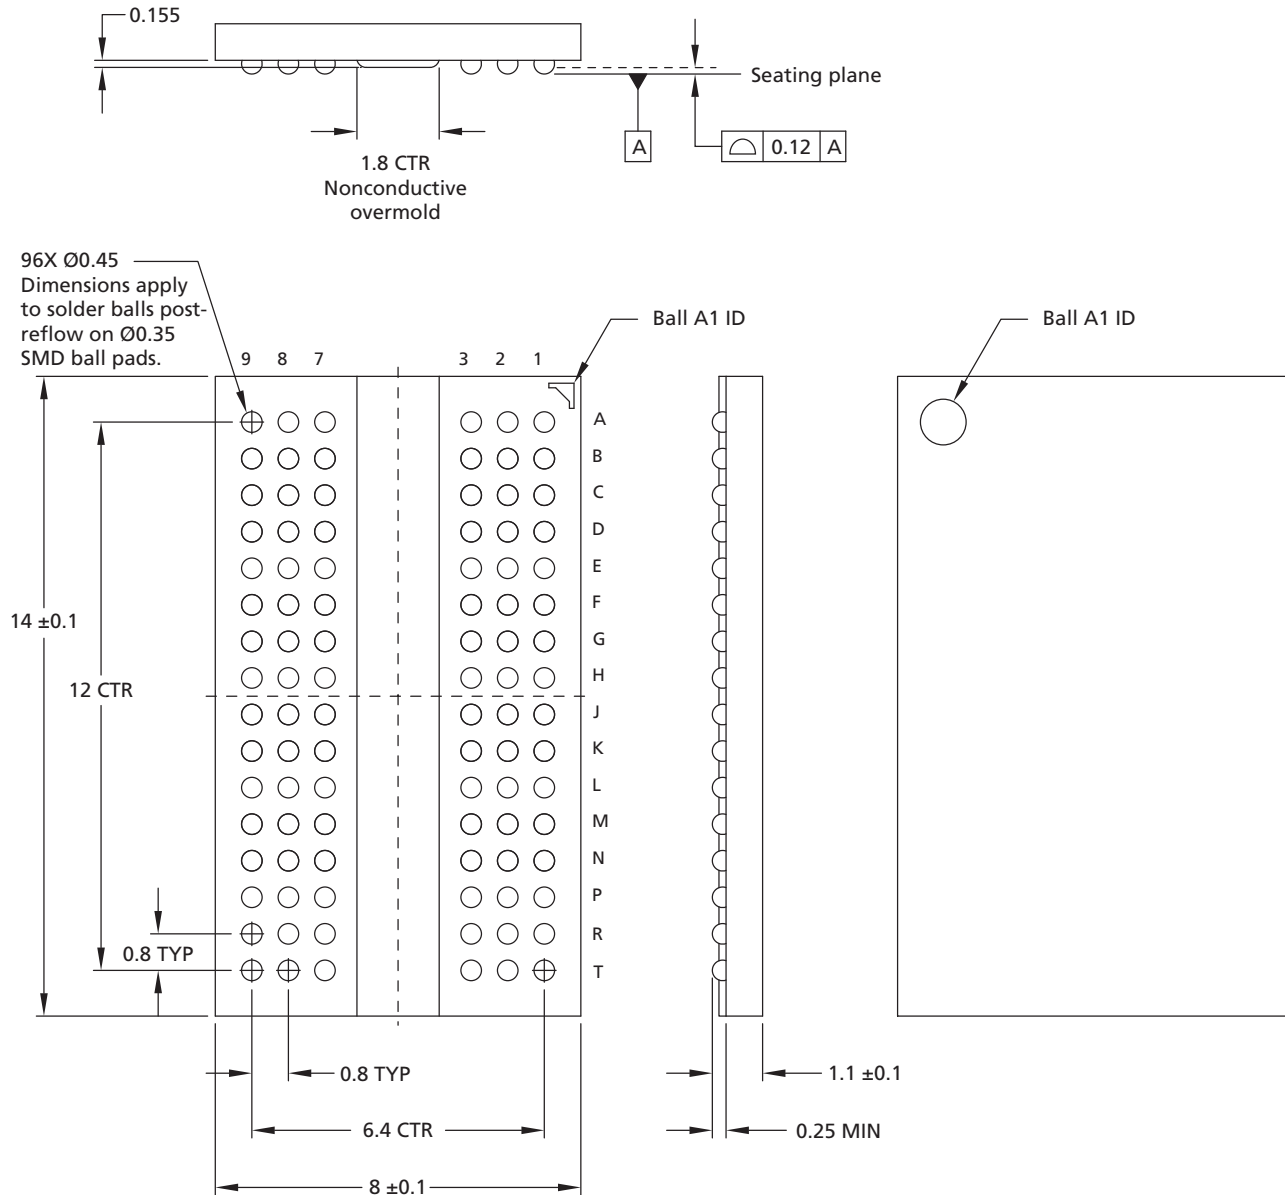 0.155
Seating plane
A
0.12 A
1.8 CTR
Nonconductive
overmold
96X Ø0.45
Dimensions apply
to solder balls post-
reflow on Ø0.35
SMD ball pads.
Ball A1 ID
Ball A1 ID
9 8 7 3 2 1
A
B
C
D
E
F
G
H
J
K
L
M
N
P
R
T
14 ±0.1
12 CTR
0.8 TYP
0.8 TYP
1.1 ±0.1
6.4 CTR
0.25 MIN
8 ±0.1